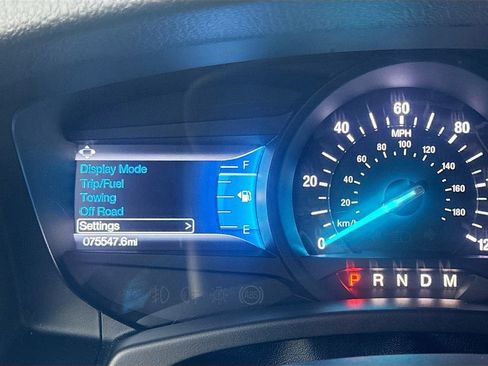 Display Mode
Trip/Fuel
Towing
Off Road
Settings >
075547.6mi
F
E
0
20
40
60
80
MPH
20
40
60
80
100
120
140
160
180
km/h
P R N D M
ABS